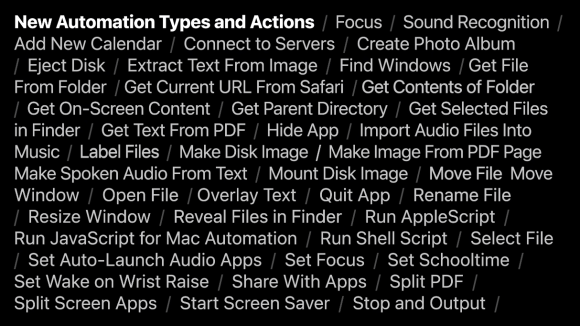 New Automation Types and Actions / Focus / Sound Recognition /
Add New Calendar / Connect to Servers / Create Photo Album
/ Eject Disk / Extract Text From Image / Find Windows / Get File
From Folder / Get Current URL From Safari / Get Contents of Folder
/ Get On-Screen Content / Get Parent Directory / Get Selected Files
in Finder / Get Text From PDF / Hide App / Import Audio Files Into
Music / Label Files / Make Disk Image / Make Image From PDF Page
Make Spoken Audio From Text / Mount Disk Image / Move File Move
Window / Open File / Overlay Text / Quit App / Rename File
/ Resize Window / Reveal Files in Finder / Run AppleScript /
Run JavaScript for Mac Automation / Run Shell Script / Select File
/ Set Auto-Launch Audio Apps / Set Focus / Set Schooltime /
Set Wake on Wrist Raise / Share With Apps / Split PDF /
Split Screen Apps / Start Screen Saver / Stop and Output /